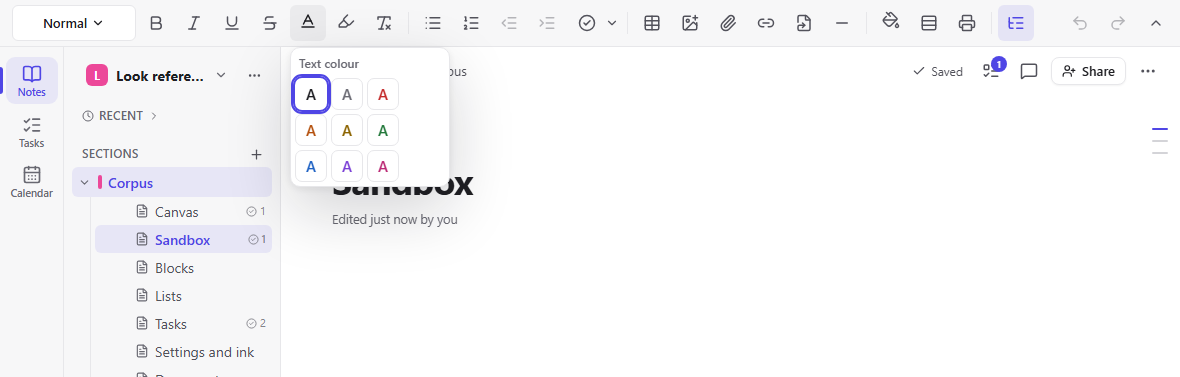 Normal
Text colour
A A A
A A A
A A A
Notes
Tasks
Calendar
L Look refere...
RECENT
SECTIONS
Corpus
Canvas 1
Sandbox 1
Blocks
Lists
Tasks 2
Settings and ink
Saved
1
Share
Sandbox
Edited just now by you